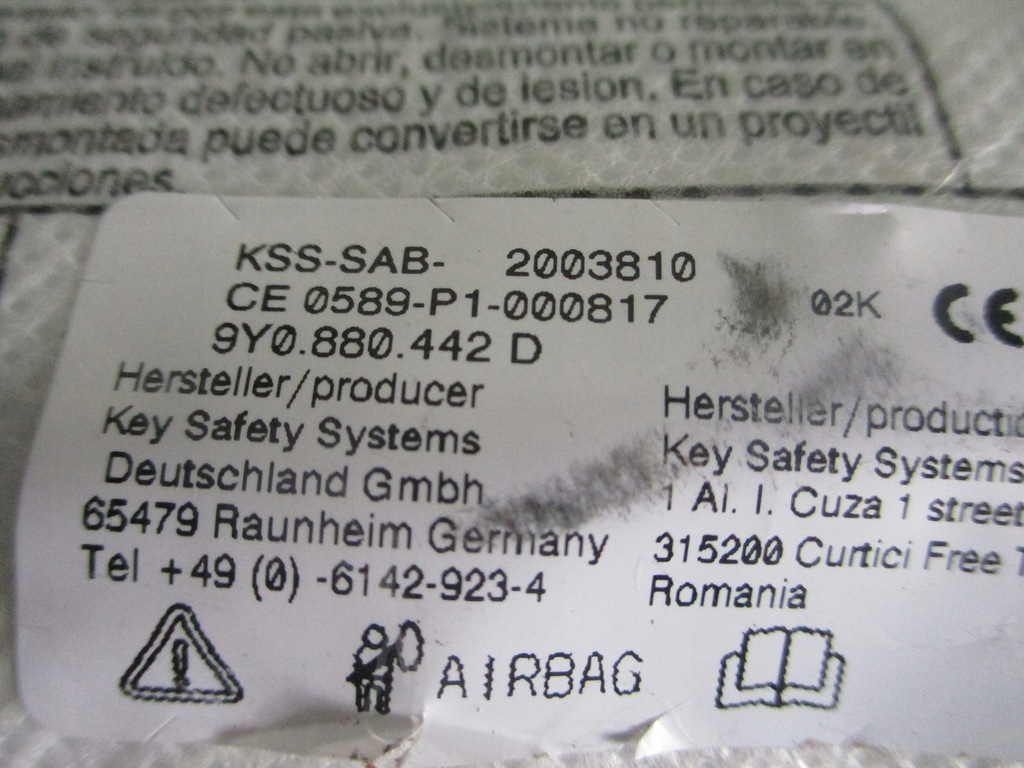 de seguridad pasiva. Sistema no reparable.
instruido. No abrir, desmontar o montar en
defectuoso y de lesion. En caso de
puede convertirse en un proyectil
KSS-SAB- 2003810
CE 0589-P1-000817 02K CE
9Y0.880.442 D
Hersteller/producer
Key Safety Systems
Deutschland Gmbh
65479 Raunheim Germany
Tel +49 (0) -6142-923-4
Hersteller/producti
Key Safety Systems
1 Al. I. Cuza 1 street
315200 Curtici Free
Romania
AIRBAG